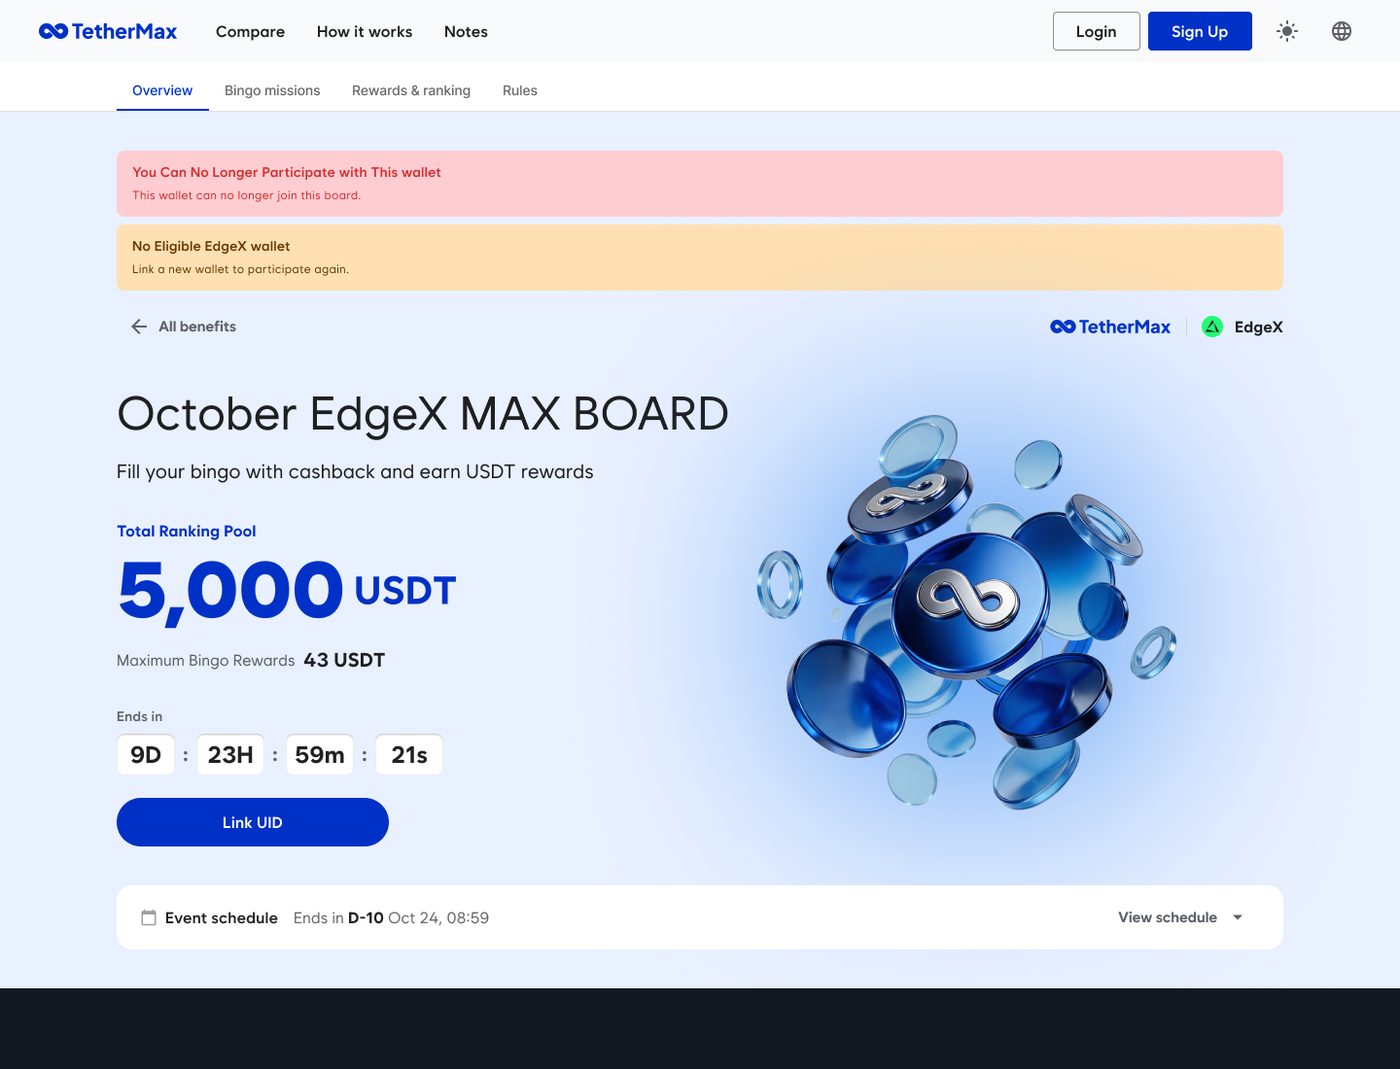 TetherMax
Compare
How it works
Notes
Login
Sign Up
Overview
Bingo missions
Rewards & ranking
Rules
You Can No Longer Participate with This wallet
This wallet can no longer join this board.
No Eligible EdgeX wallet
Link a new wallet to participate again.
All benefits
TetherMax
EdgeX
October EdgeX MAX BOARD
Fill your bingo with cashback and earn USDT rewards
Total Ranking Pool
5,000 USDT
Maximum Bingo Rewards 43 USDT
Ends in
9D : 23H : 59m : 21s
Link UID
Event schedule Ends in D-10 Oct 24, 08:59
View schedule